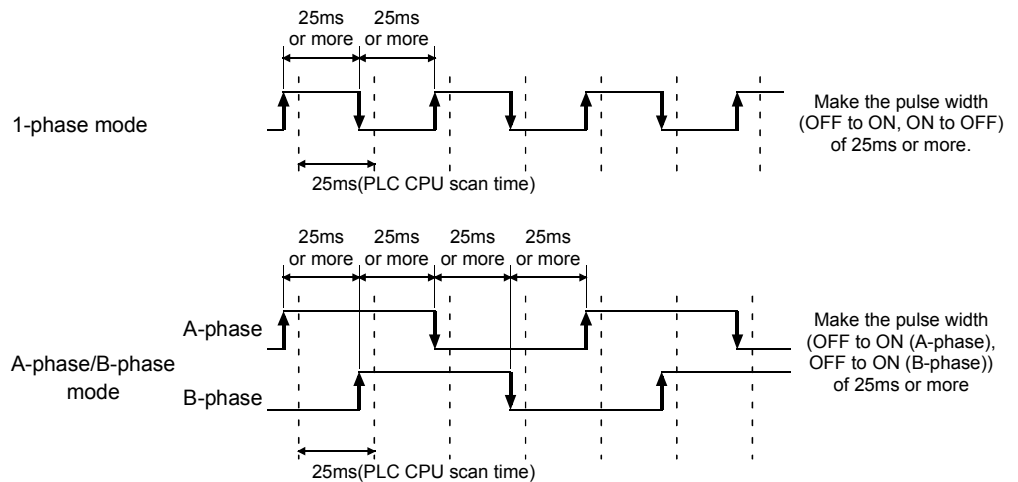 25ms
or more
25ms
or more
1-phase mode
Make the pulse width
(OFF to ON, ON to OFF)
of 25ms or more.
25ms(PLC CPU scan time)
25ms
or more
25ms
or more
25ms
or more
25ms
or more
A-phase/B-phase
mode
A-phase
B-phase
Make the pulse width
(OFF to ON (A-phase),
OFF to ON (B-phase))
of 25ms or more
25ms(PLC CPU scan time)